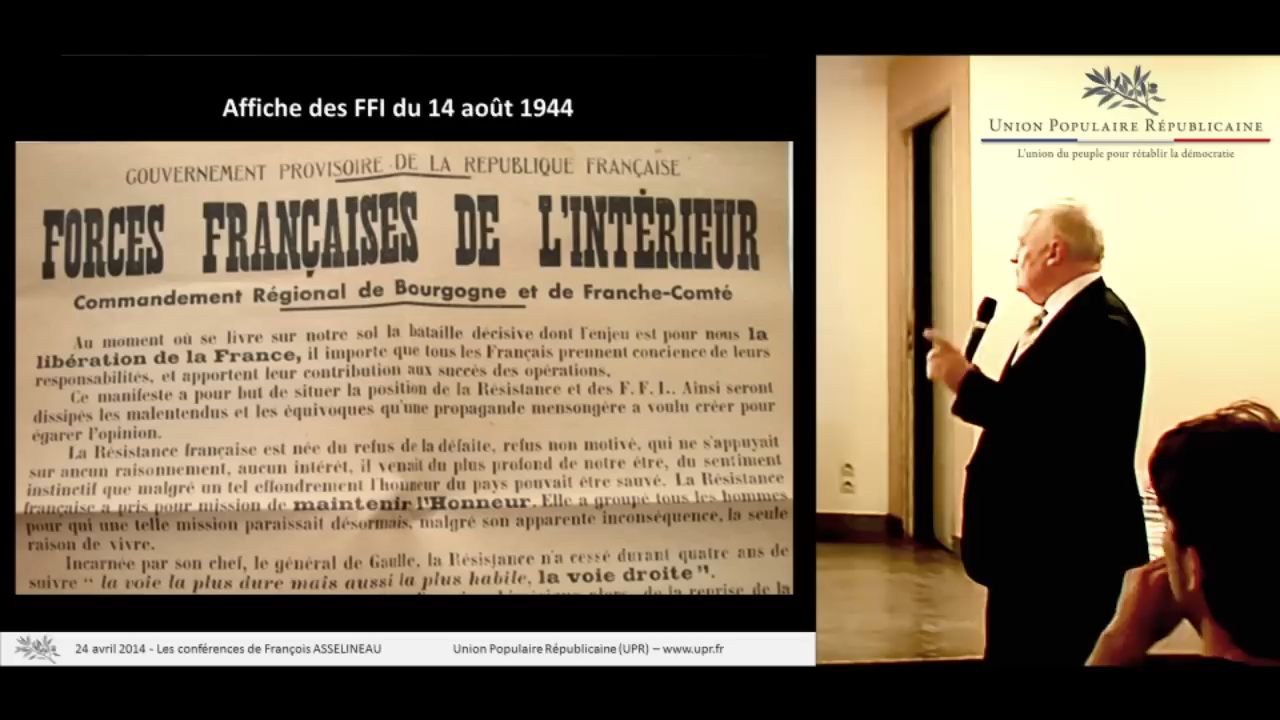 Affiche des FFI du 14 août 1944
GOUVERNEMENT PROVISOIRE DE LA REPUBLIQUE FRANÇAISE
FORCES FRANÇAISES DE L'INTÉRIEUR
Commandement Régional de Bourgogne et de Franche-Comté
Au moment où se livre sur notre sol la bataille décisive dont l'enjeu est pour nous la
libération de la France, il importe que tous les Français prennent concience de leurs
responsabilités, et apportent leur contribution aux succès des opérations,
Ce manifeste a pour but de situer la position de la Résistance et des F. F. I.. Ainsi seront
dissipés les malentendus et les équivoques qu'une propagande mensongère a voulu créer pour
égarer l'opinion.
La Résistance française est née du refus de la défaite, refus non motivé, qui ne s'appuyait
sur aucun raisonnement, aucun intérêt, il venait du plus profond de notre être, du sentiment
instinctif que malgré un tel effondrement l'honneur du pays pouvait être sauvé. La Résistance
française a pris pour mission de maintenir l'Honneur. Elle a groupé tous les hommes
pour qui une telle mission paraissait désormais, malgré son apparente inconséquence, la seule
raison de vivre.
Incarnée par son chef, le général de Gaulle, la Résistance n'a cessé durant quatre ans de
suivre " la voie la plus dure mais aussi la plus habile, la voie droite".
de la reprise de la
24 avril 2014 - Les conférences de François ASSELINEAU
Union Populaire Républicaine (UPR) – www.upr.fr
UNION POPULAIRE RÉPUBLICAINE
L'union du peuple pour rétablir la démocratie